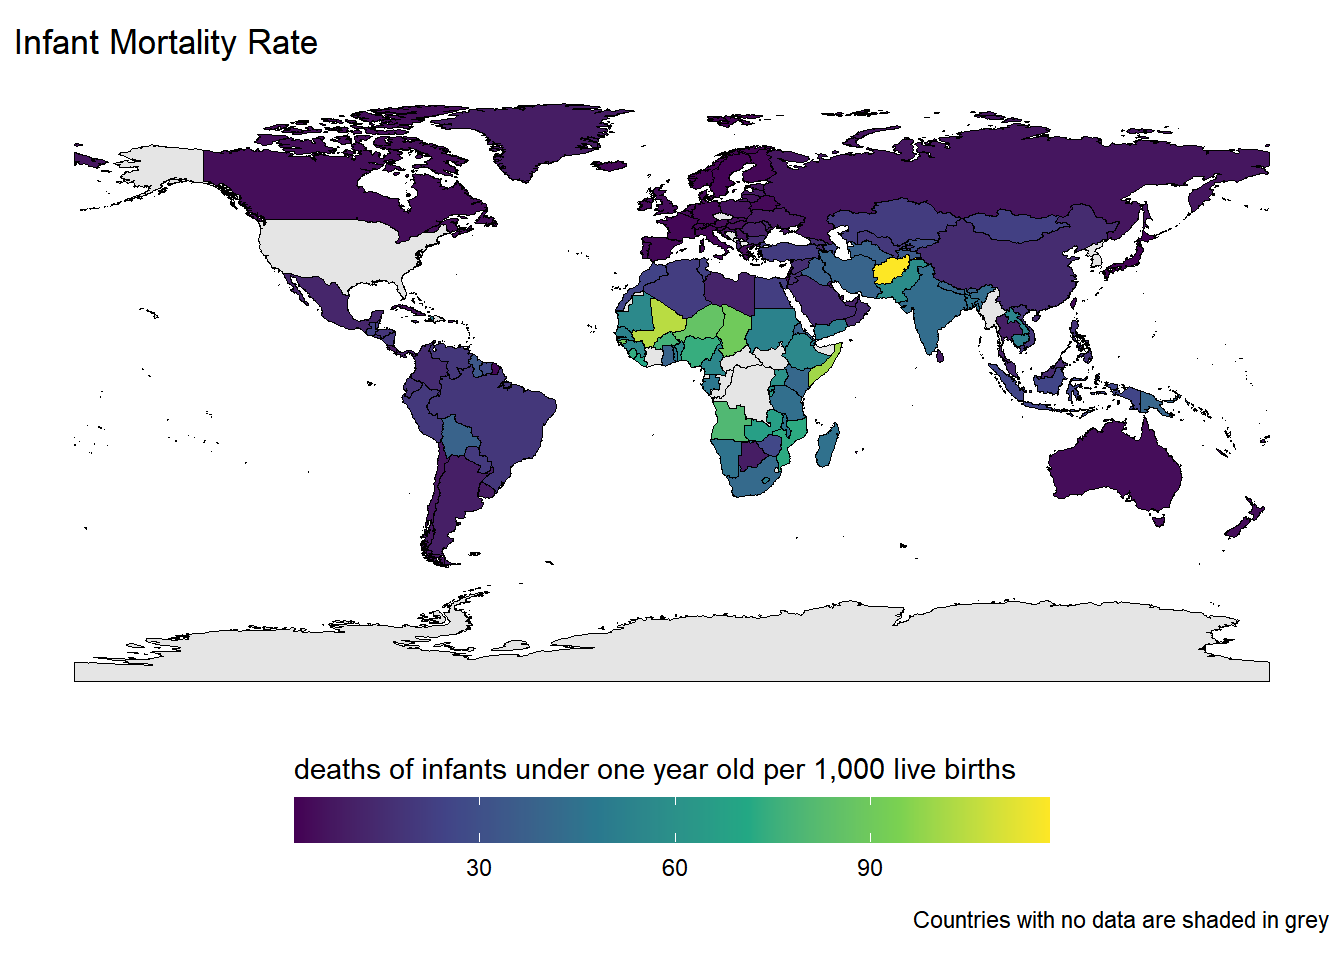 Infant Mortality Rate
deaths of infants under one year old per 1,000 live births
30 60 90
Countries with no data are shaded in grey